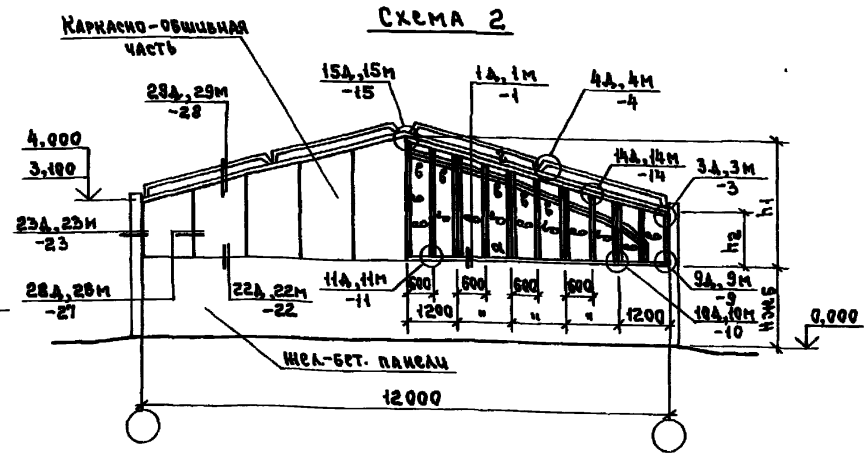 Схема 2
Каркасно-обшивная
часть
29д, 29м
-28
15д, 15м
-15
1д, 1м
-1
4д, 4м
-4
14д, 14м
-14
3д, 3м
-3
4,000
3,100
23д, 23м
-23
28д, 28м
-27
22д, 22м
-22
11д, 11м
-11
600
600
600
600
9д, 9м
-9
10д, 10м
-10
1200
"
"
"
1200
h1
h2
Нжб
0,000
Жел-бет. панели
12000